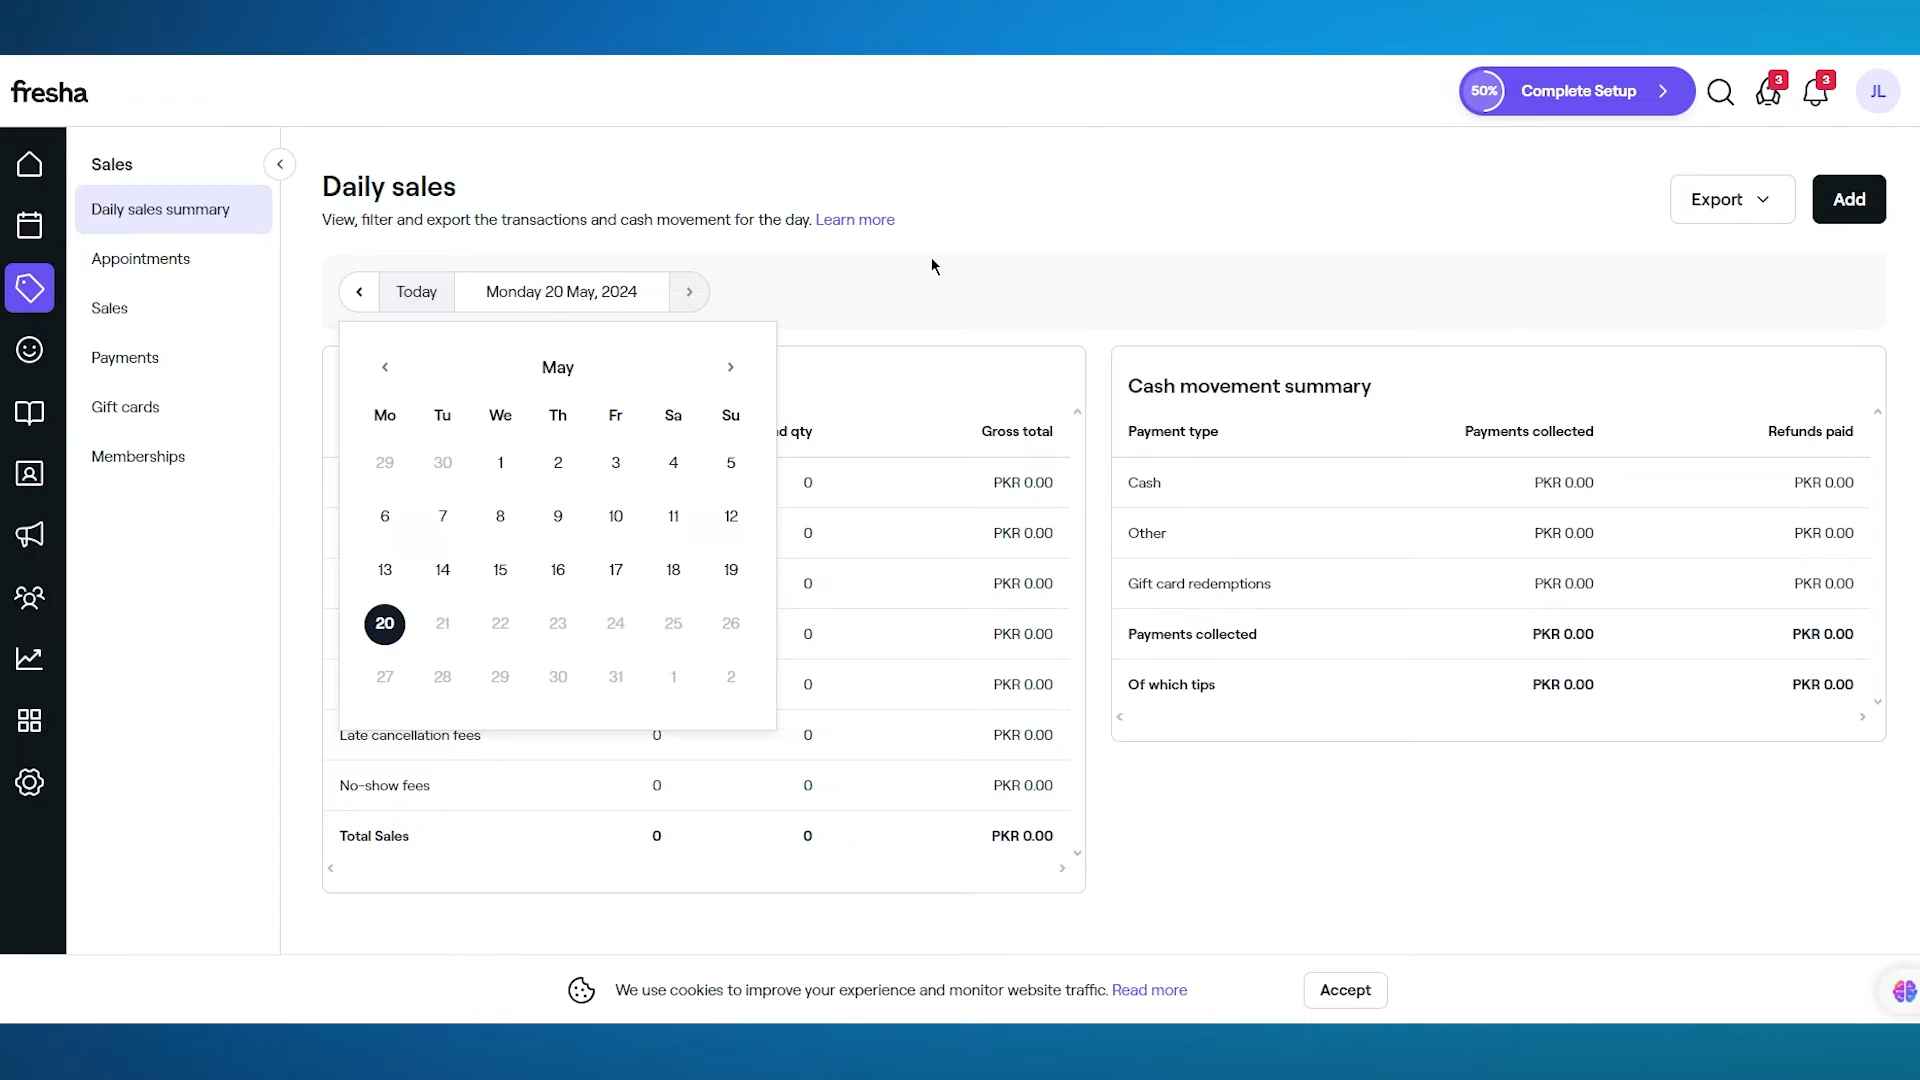 fresha
50% Complete Setup
3
3
JL
Sales
Daily sales summary
Appointments
Sales
Payments
Gift cards
Memberships
Daily sales
View, filter and export the transactions and cash movement for the day. Learn more
Export
Add
Today
Monday 20 May, 2024
May
Mo Tu We Th Fr Sa Su
29 30 1 2 3 4 5
6 7 8 9 10 11 12
13 14 15 16 17 18 19
20 21 22 23 24 25 26
27 28 29 30 31 1 2
qty Gross total
0 PKR 0.00
0 PKR 0.00
0 PKR 0.00
0 PKR 0.00
0 PKR 0.00
Late cancellation fees 0 0 PKR 0.00
No-show fees 0 0 PKR 0.00
Total Sales 0 0 PKR 0.00
Cash movement summary
Payment type Payments collected Refunds paid
Cash PKR 0.00 PKR 0.00
Other PKR 0.00 PKR 0.00
Gift card redemptions PKR 0.00 PKR 0.00
Payments collected PKR 0.00 PKR 0.00
Of which tips PKR 0.00 PKR 0.00
We use cookies to improve your experience and monitor website traffic. Read more
Accept